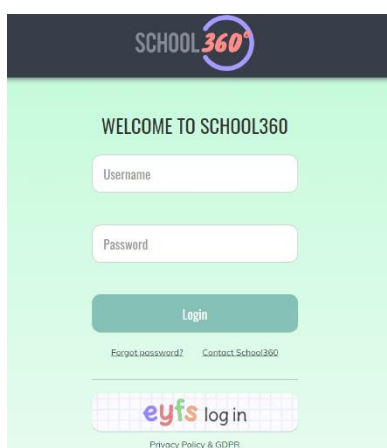 SCHOOL360°
WELCOME TO SCHOOL360
Username
Password
Login
Forgot password? Contact School360
eyfs log in
Privacy Policy & GDPR